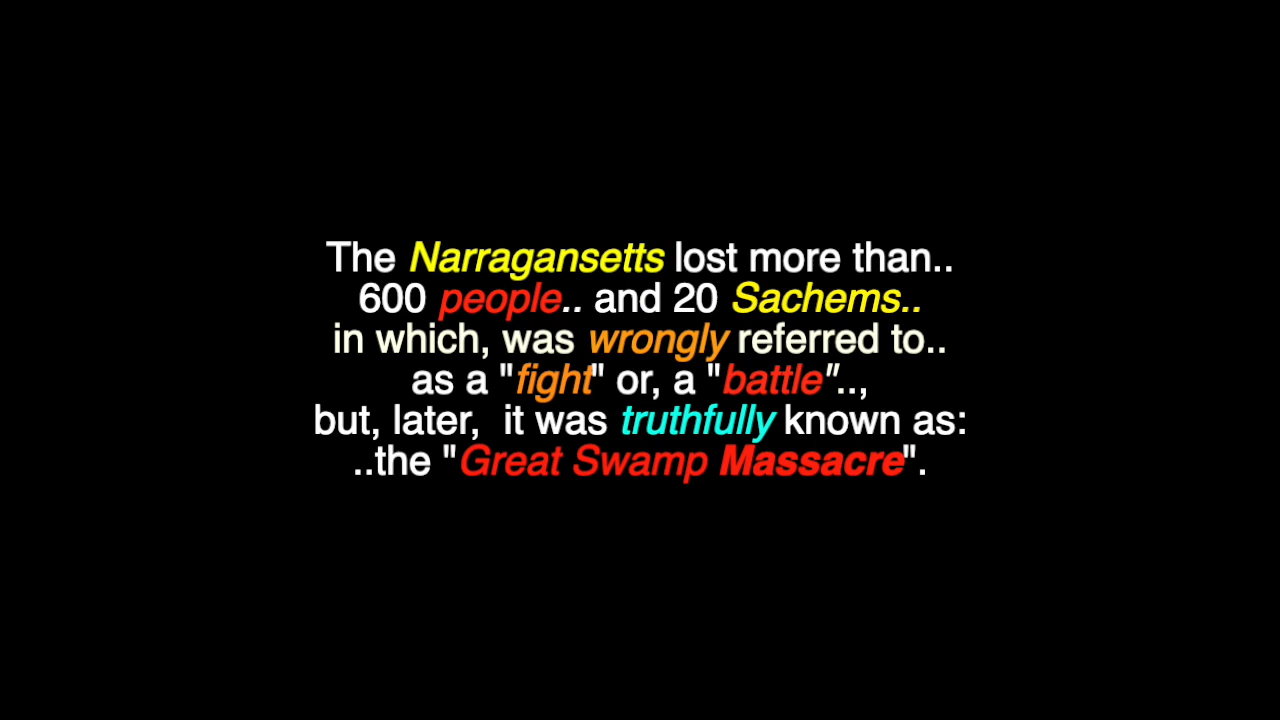 The Narragansetts lost more than..
600 people.. and 20 Sachems..
in which, was wrongly referred to..
as a "fight" or, a "battle"..,
but, later,  it was truthfully known as:
..the "Great Swamp Massacre".